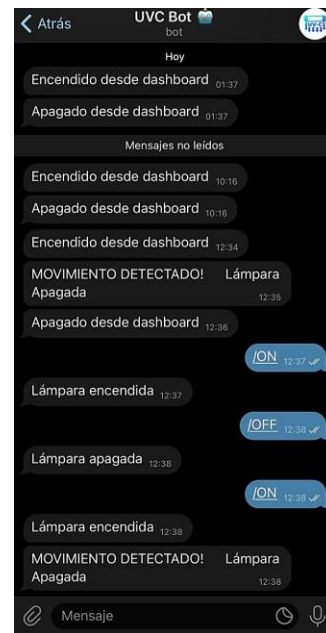 Atrás
UVC Bot
bot
UV-C
Hoy
Encendido desde dashboard 01:37
Apagado desde dashboard 01:37
Mensajes no leídos
Encendido desde dashboard 10:16
Apagado desde dashboard 10:16
Encendido desde dashboard 12:34
MOVIMIENTO DETECTADO! Lámpara
Apagada 12:35
Apagado desde dashboard 12:36
/ON 12:37
Lámpara encendida 12:37
/OFF 12:38
Lámpara apagada 12:38
/ON 12:38
Lámpara encendida 12:38
MOVIMIENTO DETECTADO! Lámpara
Apagada 12:38
Mensaje